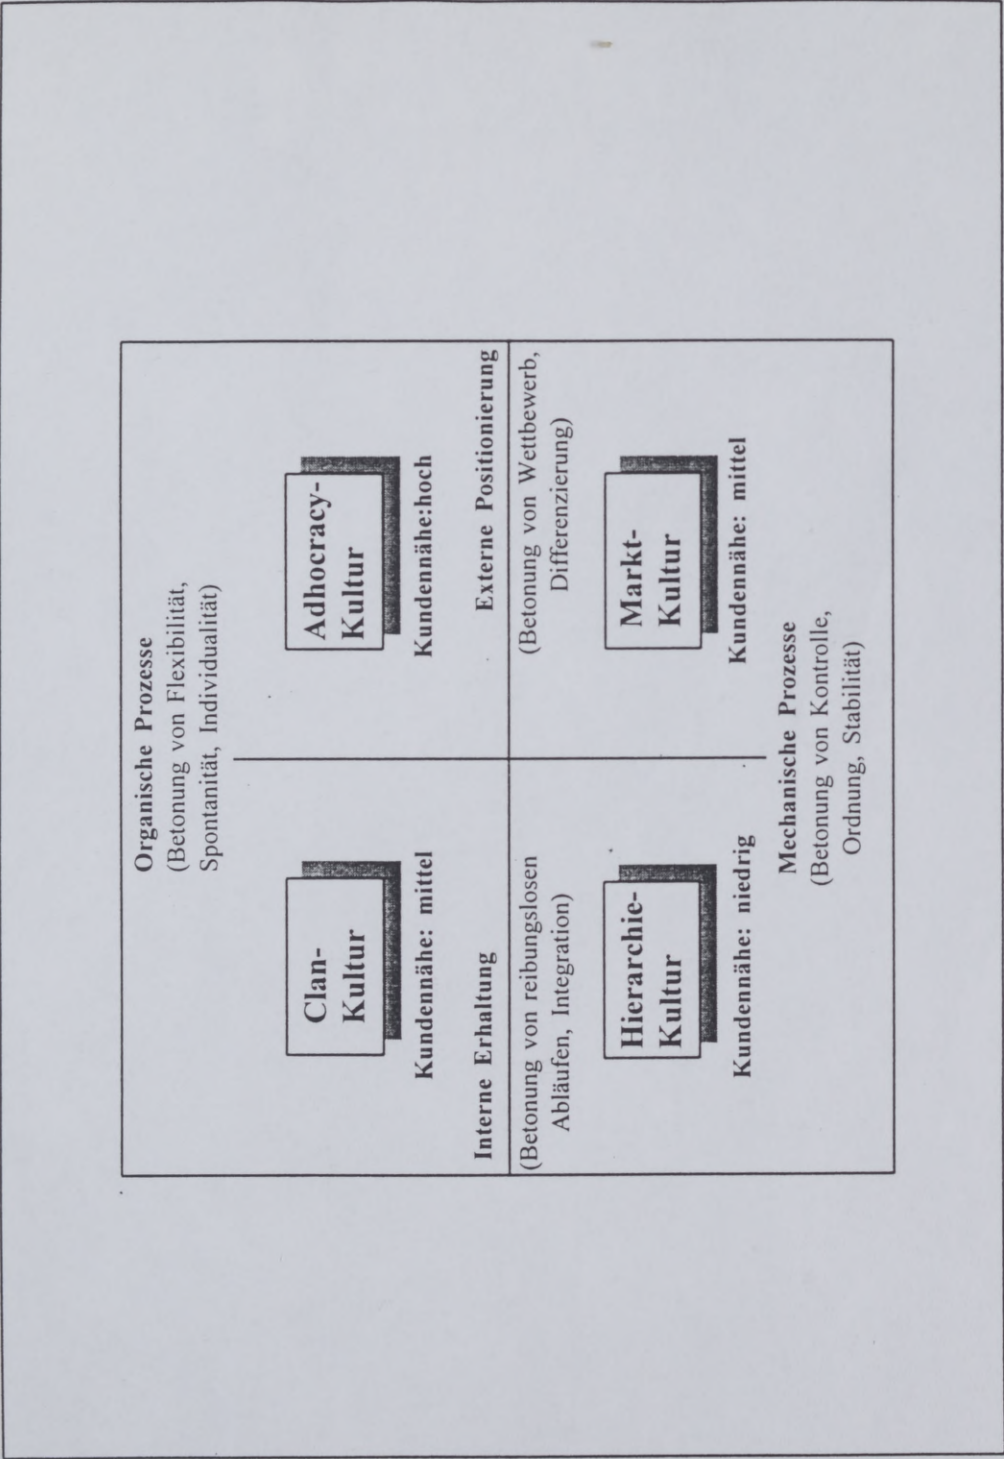 Organische Prozesse
(Betonung von Flexibilität,
Spontanität, Individualität)
Clan-
Kultur
Kundennähe: mittel
Adhocracy-
Kultur
Kundennähe:hoch
Interne Erhaltung
Externe Positionierung
(Betonung von reibungslosen
Abläufen, Integration)
(Betonung von Wettbewerb,
Differenzierung)
Hierarchie-
Kultur
Kundennähe: niedrig
Markt-
Kultur
Kundennähe: mittel
Mechanische Prozesse
(Betonung von Kontrolle,
Ordnung, Stabilität)